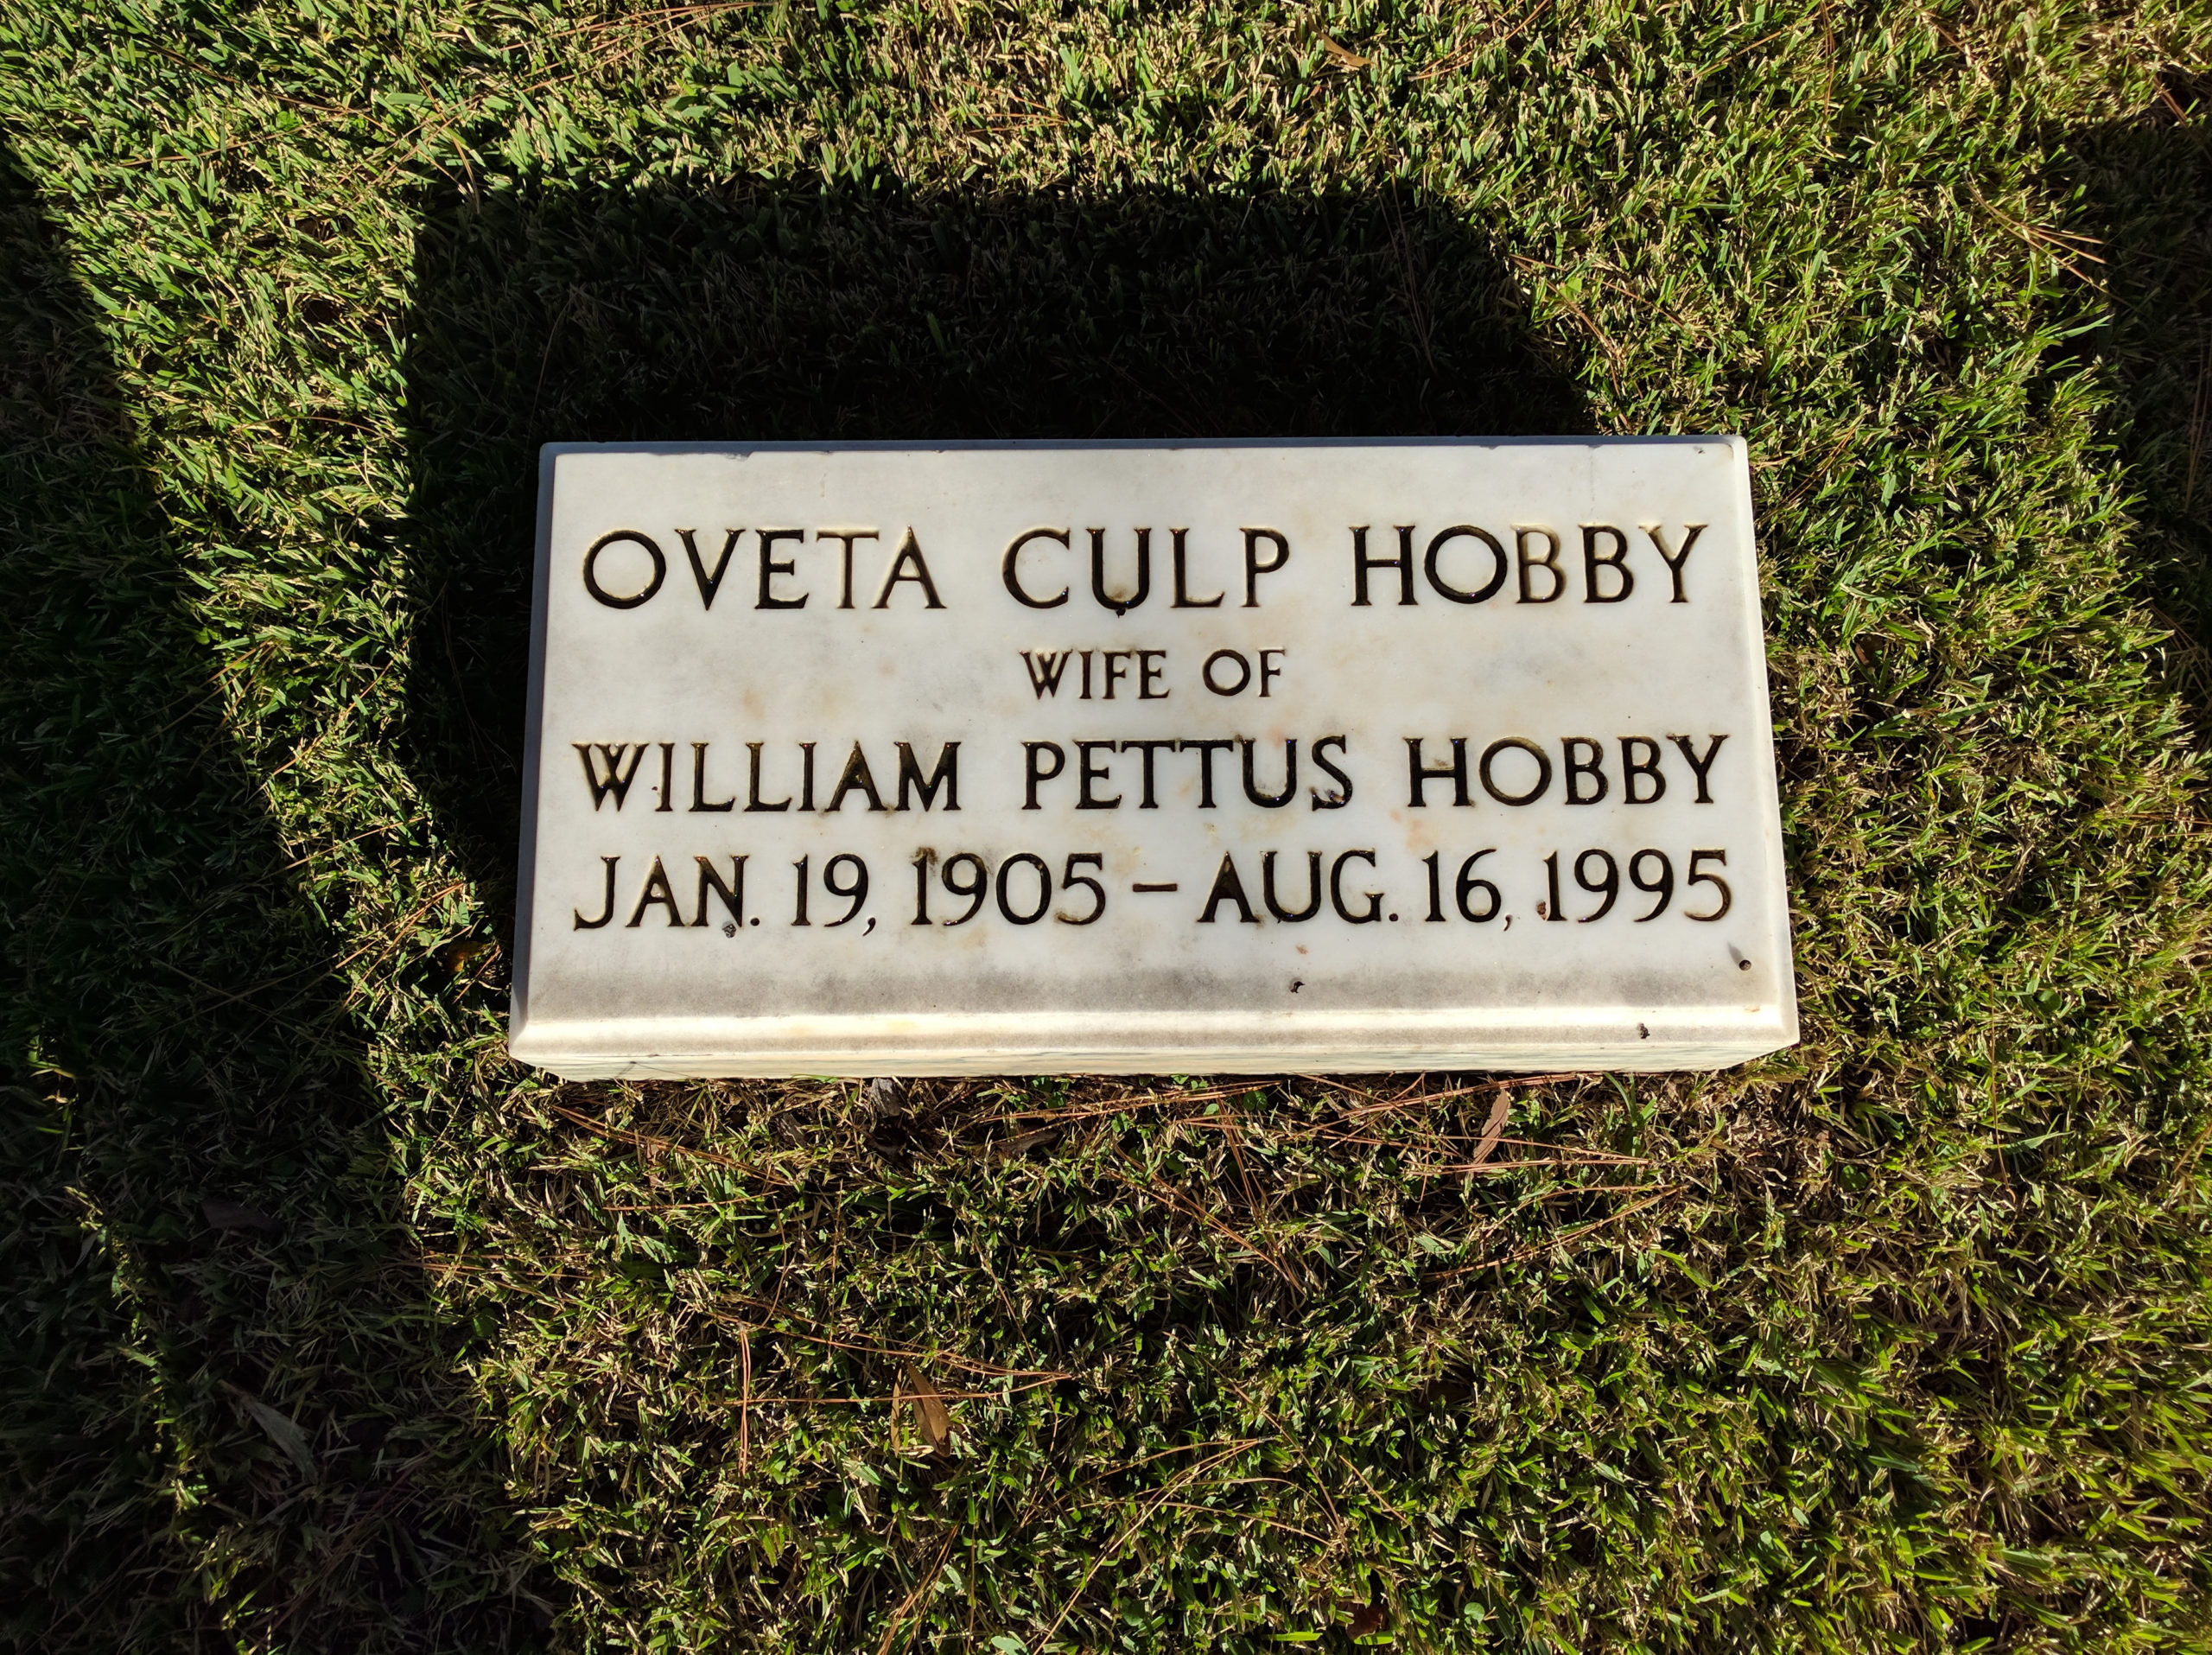 OVETA CULP HOBBY
WIFE OF
WILLIAM PETTUS HOBBY
JAN. 19, 1905 – AUG. 16, 1995